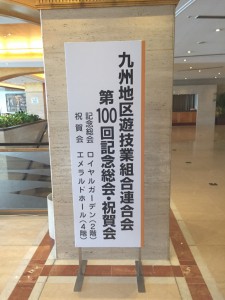 九州地区遊技業組合連合会
第100回記念総会・祝賀会
記念総会 ロイヤルガーデン(2階)
祝賀会 エメラルドホール(4階)